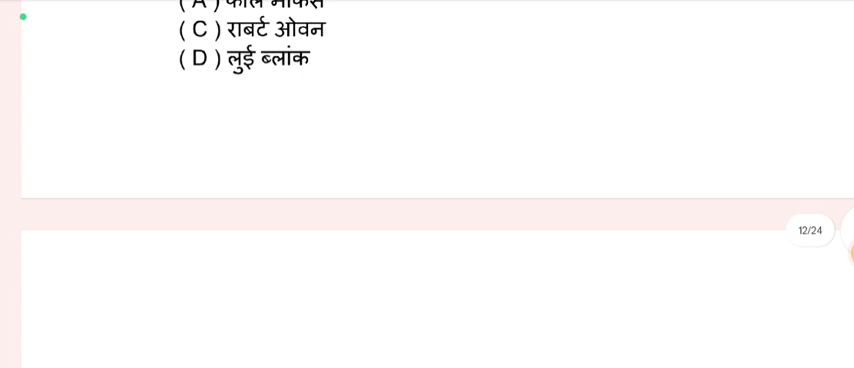 ( A ) कार्ल मार्क्स
( C ) राबर्ट ओवन
( D ) लुई ब्लांक
12/24